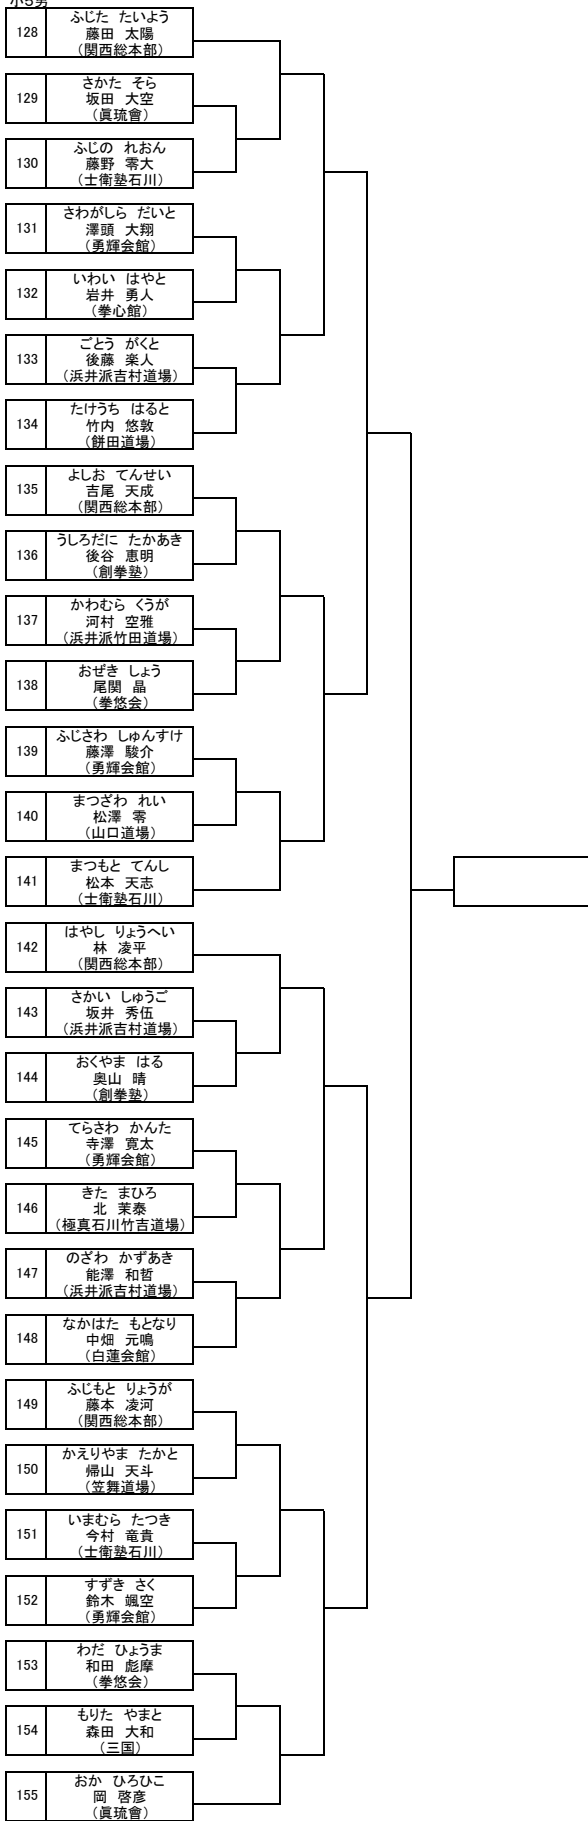 小5男
128
ふじた たいよう
藤田 太陽
(関西総本部)
129
さかた そら
坂田 大空
(眞琉會)
130
ふじの れおん
藤野 零大
(士衛塾石川)
131
さわがしら だいと
澤頭 大翔
(勇輝会館)
132
いわい はやと
岩井 勇人
(拳心館)
133
ごとう がくと
後藤 楽人
(浜井派吉村道場)
134
たけうち はると
竹内 悠敦
(餅田道場)
135
よしお てんせい
吉尾 天成
(関西総本部)
136
うしろだに たかあき
後谷 恵明
(創拳塾)
137
かわむら くうが
河村 空雅
(浜井派竹田道場)
138
おぜき しょう
尾関 晶
(拳悠会)
139
ふじさわ しゅんすけ
藤澤 駿介
(勇輝会館)
140
まつざわ れい
松澤 零
(山口道場)
141
まつもと てんし
松本 天志
(士衛塾石川)
142
はやし りょうへい
林 凌平
(関西総本部)
143
さかい しゅうご
坂井 秀伍
(浜井派吉村道場)
144
おくやま はる
奥山 晴
(創拳塾)
145
てらさわ かんた
寺澤 寛太
(勇輝会館)
146
きた まひろ
北 茉泰
(極真石川竹吉道場)
147
のざわ かずあき
能澤 和哲
(浜井派吉村道場)
148
なかはた もとなり
中畑 元鳴
(白蓮会館)
149
ふじもと りょうが
藤本 凌河
(関西総本部)
150
かえりやま たかと
帰山 天斗
(笠舞道場)
151
いまむら たつき
今村 竜貴
(士衛塾石川)
152
すずき さく
鈴木 颯空
(勇輝会館)
153
わだ ひょうま
和田 彪摩
(拳悠会)
154
もりた やまと
森田 大和
(三国)
155
おか ひろひこ
岡 啓彦
(眞琉會)